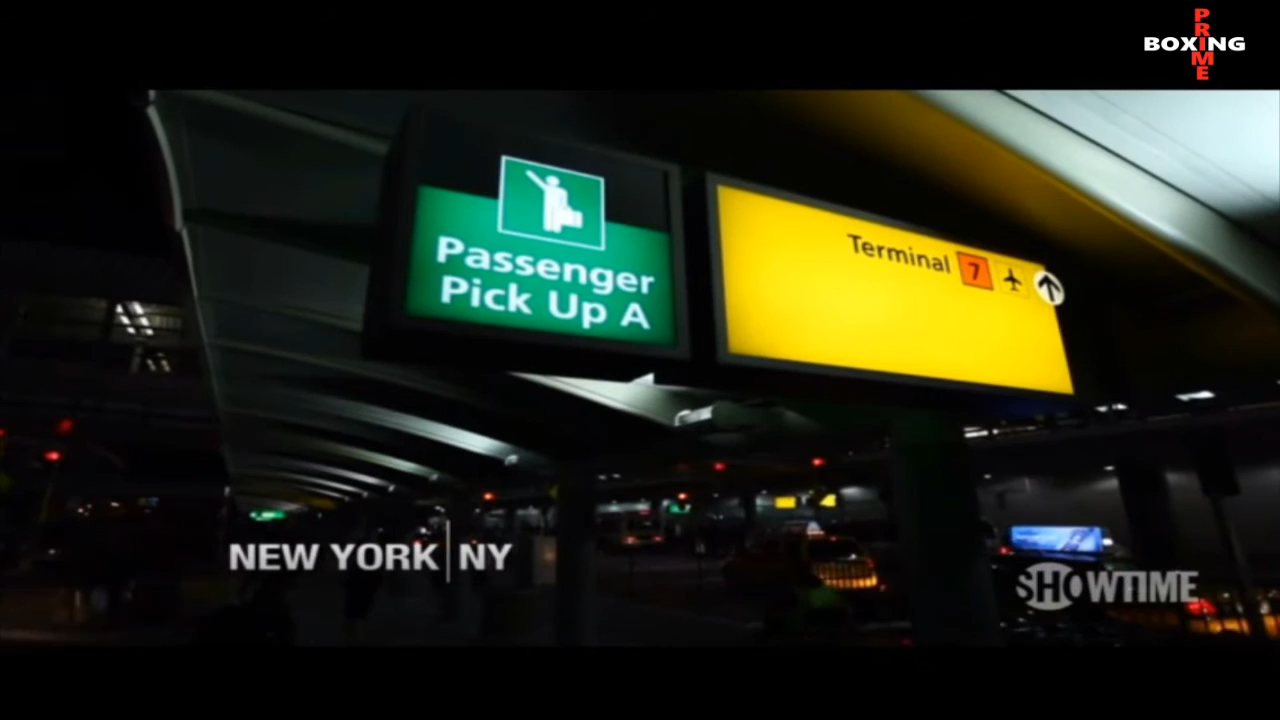 PRIME
BOXING
Passenger
Pick Up A
Terminal 7
NEW YORK NY
SHOWTIME